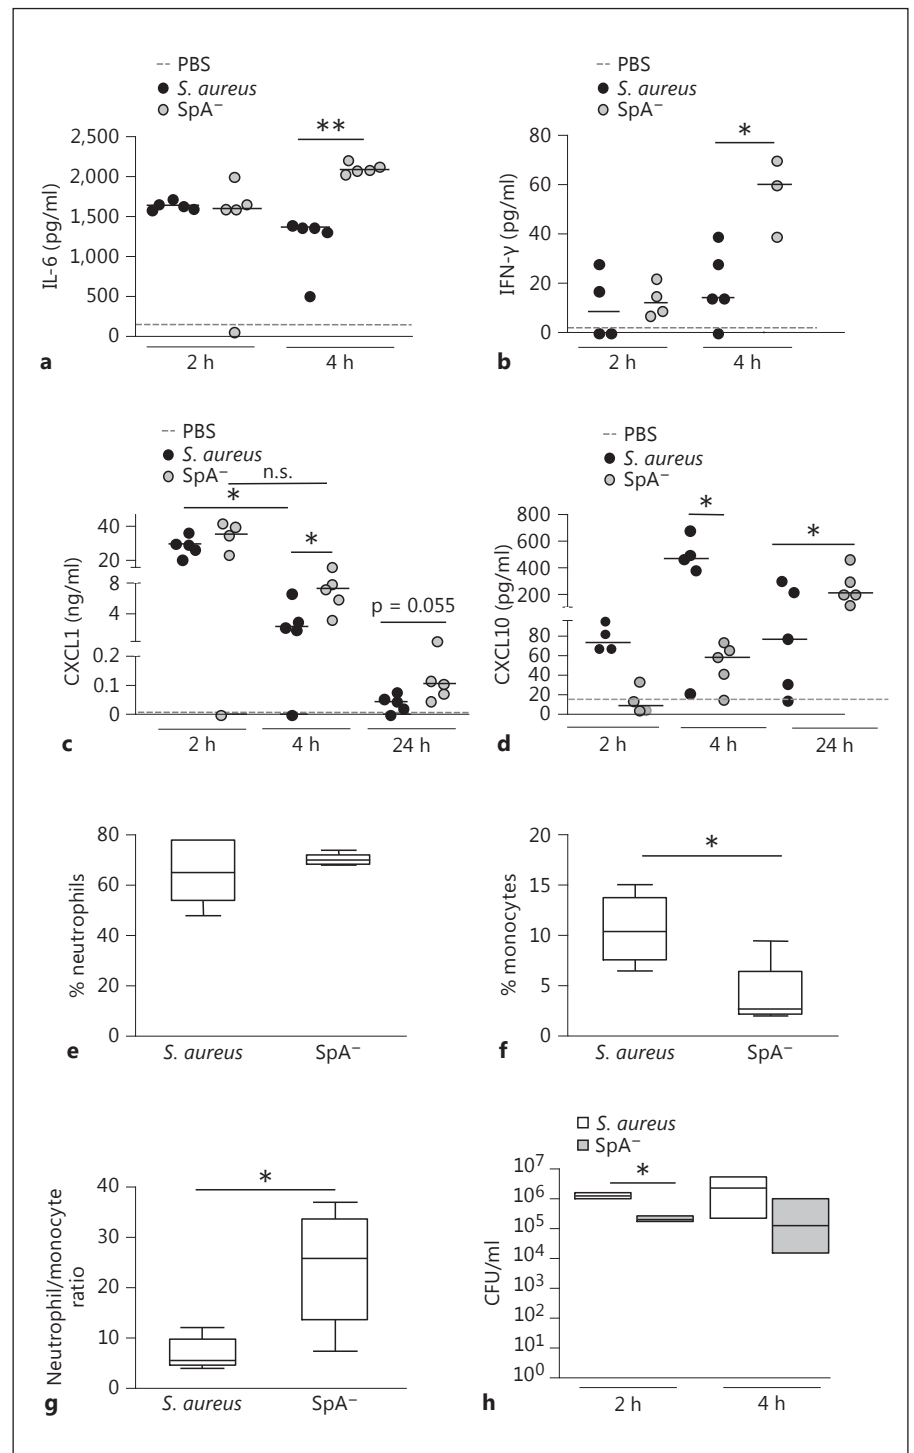 PBS
S. aureus
SpA⁻
**
2,500
2,000
1,500
1,000
500
0
IL-6 (pg/ml)
2 h
4 h
a
PBS
S. aureus
SpA⁻
*
80
60
40
20
0
IFN-γ (pg/ml)
2 h
4 h
b
PBS
S. aureus
SpA⁻
n.s.
*
*
p = 0.055
40
20
8
4
0.2
0.1
0
CXCL1 (ng/ml)
2 h
4 h
24 h
c
PBS
S. aureus
SpA⁻
*
*
800
600
400
200
80
60
40
20
0
CXCL10 (pg/ml)
2 h
4 h
24 h
d
80
60
40
20
0
% neutrophils
S. aureus
SpA⁻
e
*
20
15
10
5
0
% monocytes
S. aureus
SpA⁻
f
*
40
30
20
10
0
Neutrophil/monocyte
ratio
S. aureus
SpA⁻
g
S. aureus
SpA⁻
*
10⁷
10⁶
10⁵
10⁴
10³
10²
10¹
10⁰
CFU/ml
2 h
4 h
h